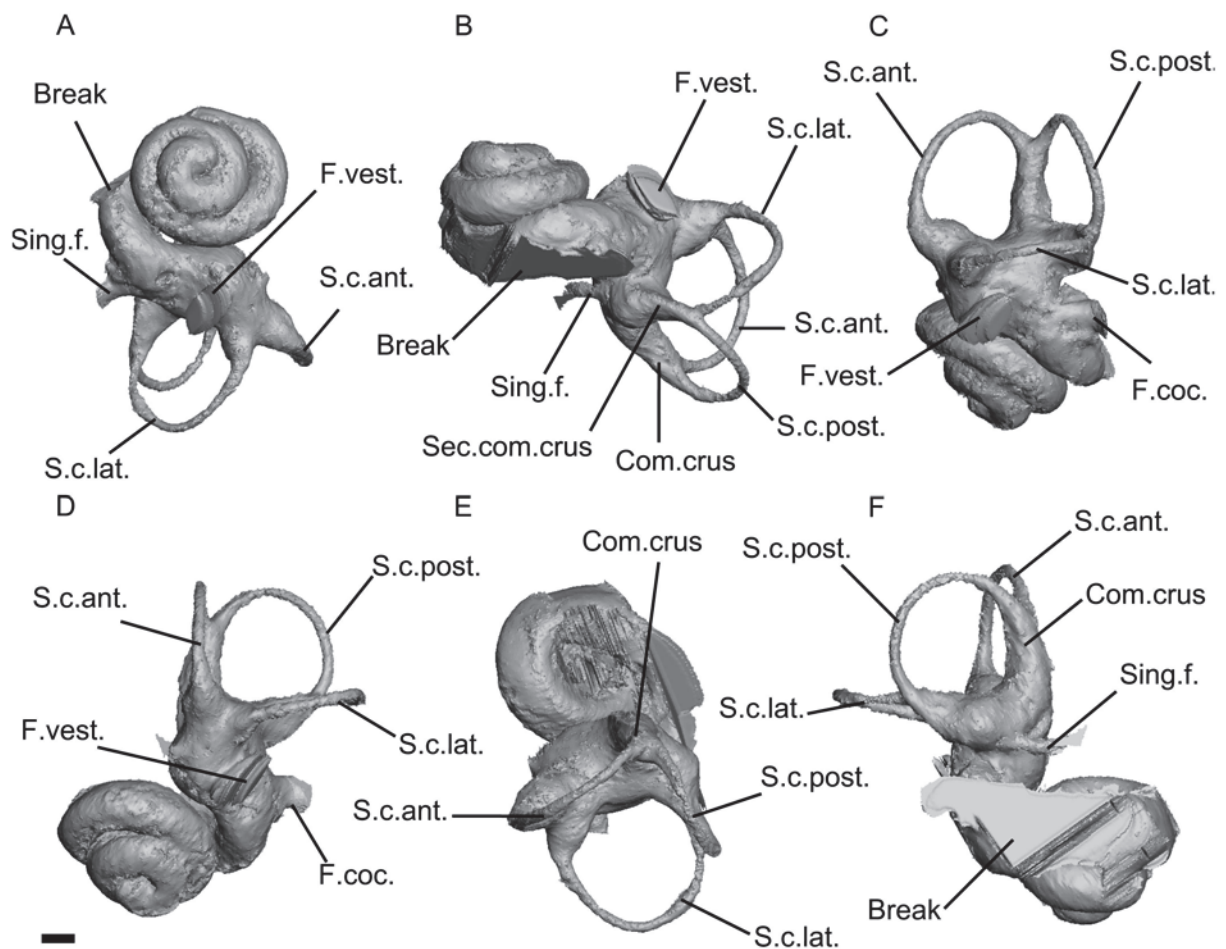 A
Break
F.vest.
Sing.f.
S.c.ant.
S.c.lat.
B
F.vest.
S.c.lat.
Break
S.c.ant.
Sing.f.
S.c.post.
Sec.com.crus
Com.crus
C
S.c.ant.
S.c.post.
S.c.lat.
F.vest.
F.coc.
D
S.c.post.
S.c.ant.
F.vest.
S.c.lat.
F.coc.
E
Com.crus
S.c.post.
S.c.ant.
S.c.lat.
F
S.c.ant.
S.c.post.
Com.crus
Sing.f.
S.c.lat.
Break